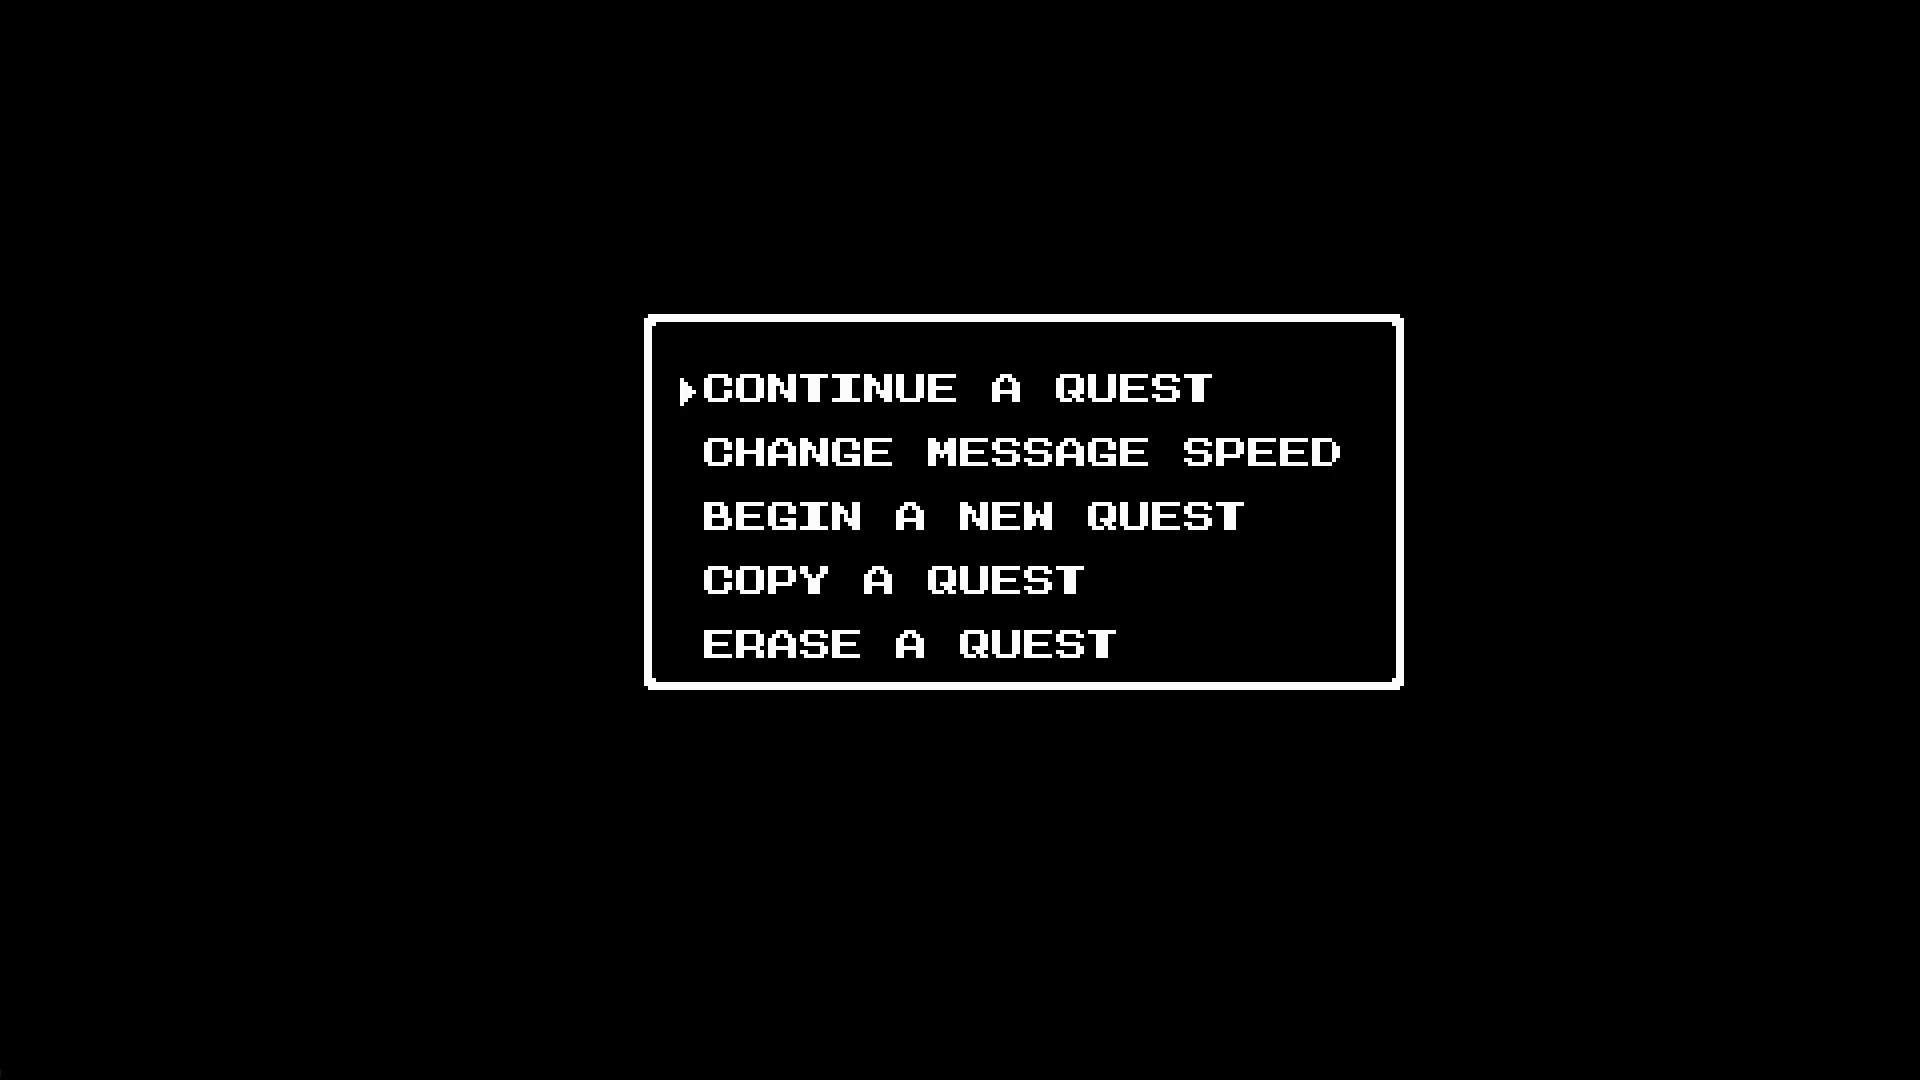 CONTINUE A QUEST
CHANGE MESSAGE SPEED
BEGIN A NEW QUEST
COPY A QUEST
ERASE A QUEST